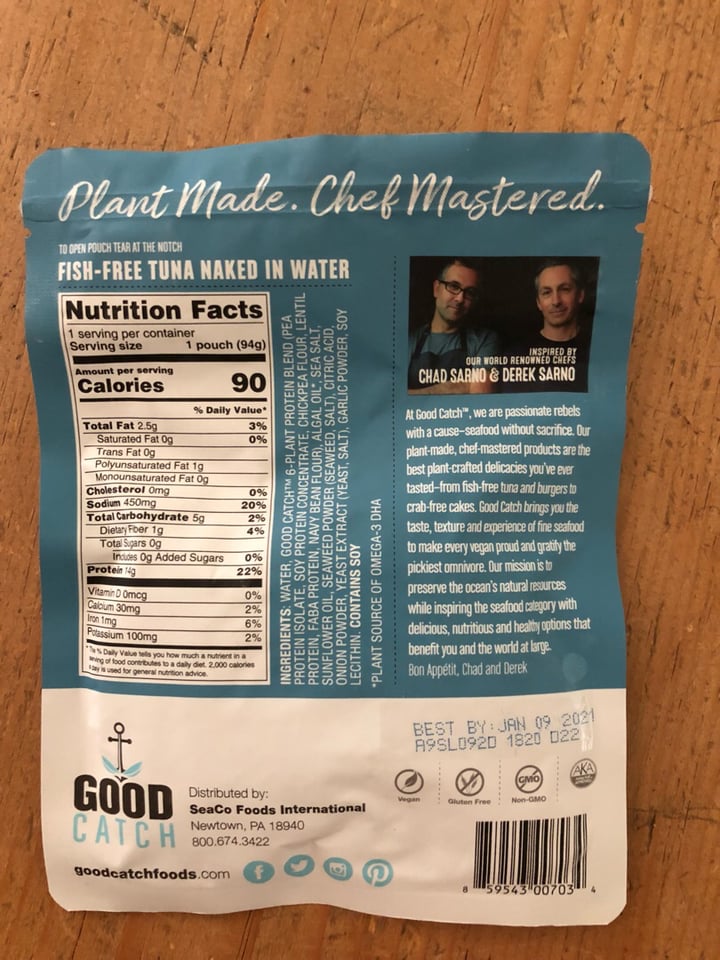 Plant Made. Chef Mastered.
TO OPEN POUCH TEAR AT THE NOTCH
FISH-FREE TUNA NAKED IN WATER
Nutrition Facts
1 serving per container
Serving size 1 pouch (94g)
Amount per serving
Calories 90
% Daily Value*
Total Fat 2.5g 3%
Saturated Fat 0g 0%
Trans Fat 0g
Polyunsaturated Fat 1g
Monounsaturated Fat 0g
Cholesterol 0mg 0%
Sodium 450mg 20%
Total Carbohydrate 5g 2%
Dietary Fiber 1g 4%
Total Sugars 0g
Includes 0g Added Sugars 0%
Protein 14g 22%
Vitamin D 0mcg 0%
Calcium 30mg 2%
Iron 1mg 6%
Potassium 100mg 2%
*The % Daily Value tells you how much a nutrient in a
serving of food contributes to a daily diet. 2,000 calories
a day is used for general nutrition advice.
INGREDIENTS: WATER, GOOD CATCH™ 6-PLANT PROTEIN BLEND (PEA
PROTEIN ISOLATE, SOY PROTEIN CONCENTRATE, CHICKPEA FLOUR, LENTIL
PROTEIN, FABA PROTEIN, NAVY BEAN FLOUR), ALGAL OIL*, SEA SALT,
SUNFLOWER OIL, SEAWEED POWDER (SEAWEED, SALT), CITRIC ACID,
ONION POWDER, YEAST EXTRACT (YEAST, SALT), GARLIC POWDER, SOY
LECITHIN. CONTAINS SOY
*PLANT SOURCE OF OMEGA-3 DHA
INSPIRED BY
OUR WORLD RENOWNED CHEFS
CHAD SARNO & DEREK SARNO
At Good Catch™, we are passionate rebels
with a cause–seafood without sacrifice. Our
plant-made, chef-mastered products are the
best plant-crafted delicacies you've ever
tasted–from fish-free tuna and burgers to
crab-free cakes. Good Catch brings you the
taste, texture and experience of fine seafood
to make every vegan proud and gratify the
pickiest omnivore. Our mission is to
preserve the ocean's natural resources
while inspiring the seafood category with
delicious, nutritious and healthy options that
benefit you and the world at large.
Bon Appétit, Chad and Derek
BEST BY: JAN 09 2021
A9SL092D 1820 D22
GOOD
CATCH
Distributed by:
SeaCo Foods International
Newtown, PA 18940
800.674.3422
goodcatchfoods.com
Vegan
Gluten Free
GMO
Non-GMO
AKA
8 59543 00703 4